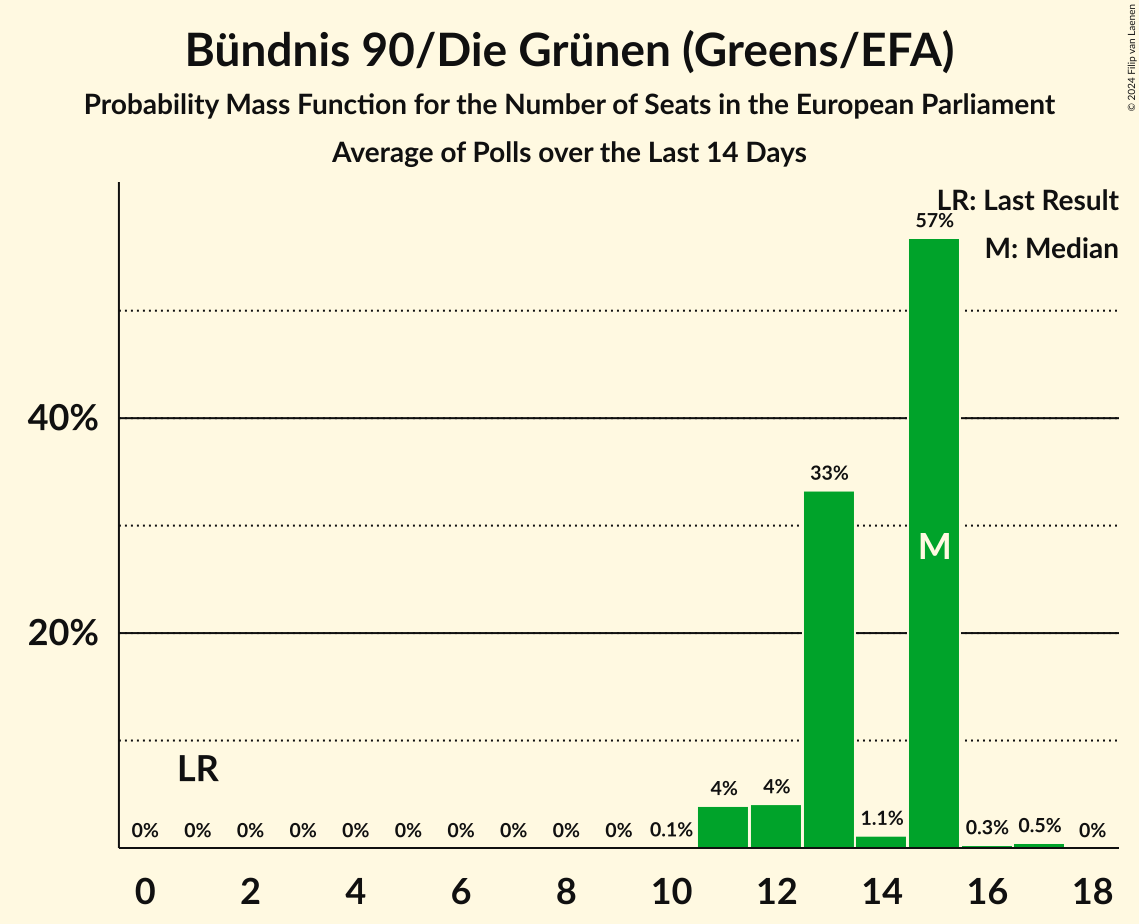 Bündnis 90/Die Grünen (Greens/EFA)
Probability Mass Function for the Number of Seats in the European Parliament
Average of Polls over the Last 14 Days
© 2024 Filip van Laenen
LR: Last Result
57%
M: Median
40%
33%
M
20%
LR
0% 0% 0% 0% 0% 0% 0% 0% 0% 0% 0.1% 4% 4% 1.1% 0.3% 0.5% 0%
0 2 4 6 8 10 12 14 16 18